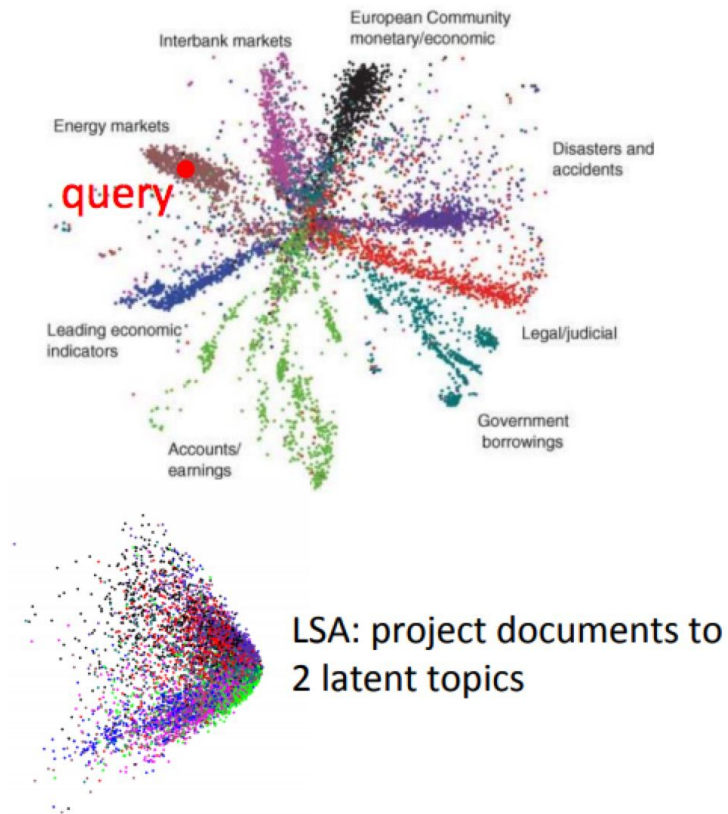 European Community
monetary/economic
Interbank markets
Energy markets
Disasters and
accidents
query
Leading economic
indicators
Legal/judicial
Government
borrowings
Accounts/
earnings
LSA: project documents to
2 latent topics